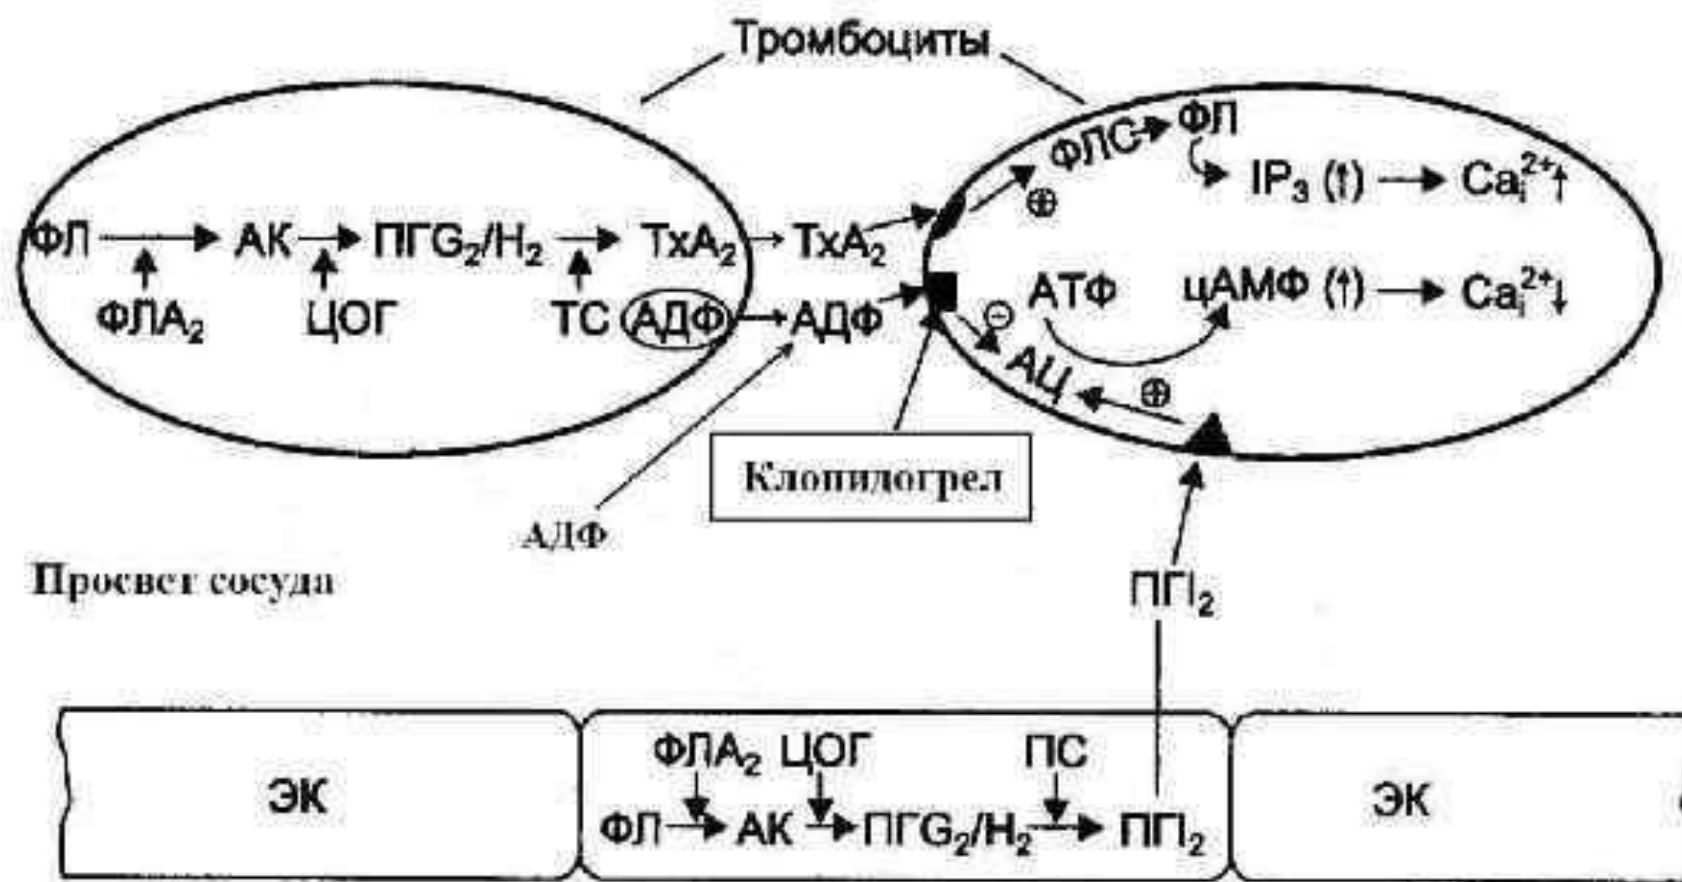 Тромбоциты
ФЛС ФЛ
IP₃ (↑) → Ca²⁺ᵢ↑
ФЛ → АК → ПГG₂/H₂ → TxA₂ → TxA₂
ФЛА₂ ЦОГ ТС АДФ → АДФ
⊕
АТФ цАМФ (↑) → Ca²⁺ᵢ↓
⊖
АЦ ⊕
Клопидогрел
АДФ
Просвет сосуда
ПГI₂
ФЛА₂ ЦОГ ПС
ЭК
ФЛ → АК → ПГG₂/H₂ → ПГI₂
ЭК